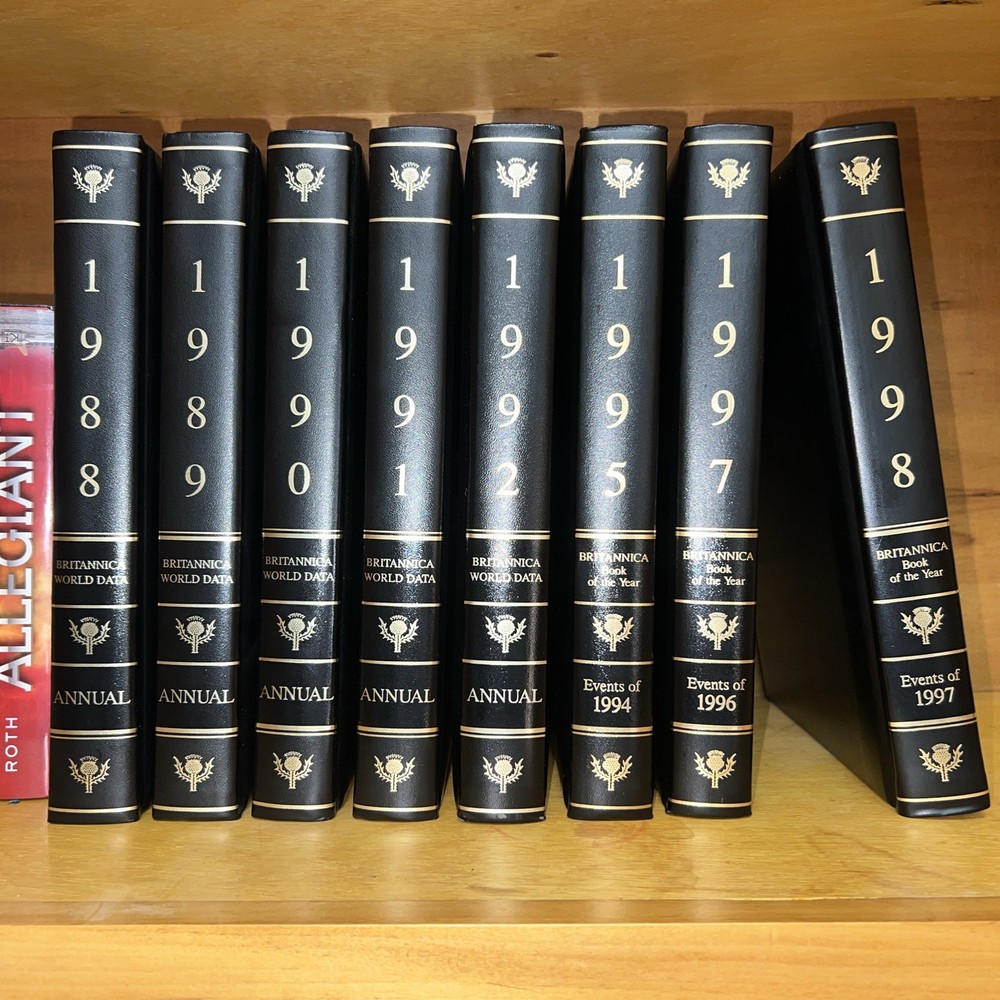 ALLEGIANT
ROTH
1
9
8
8
BRITANNICA
WORLD DATA
ANNUAL
1
9
8
9
BRITANNICA
WORLD DATA
ANNUAL
1
9
9
0
BRITANNICA
WORLD DATA
ANNUAL
1
9
9
1
BRITANNICA
WORLD DATA
ANNUAL
1
9
9
2
BRITANNICA
WORLD DATA
ANNUAL
1
9
9
5
BRITANNICA
Book
of the Year
Events of
1994
1
9
9
7
BRITANNICA
Book
of the Year
Events of
1996
1
9
9
8
BRITANNICA
Book
of the Year
Events of
1997